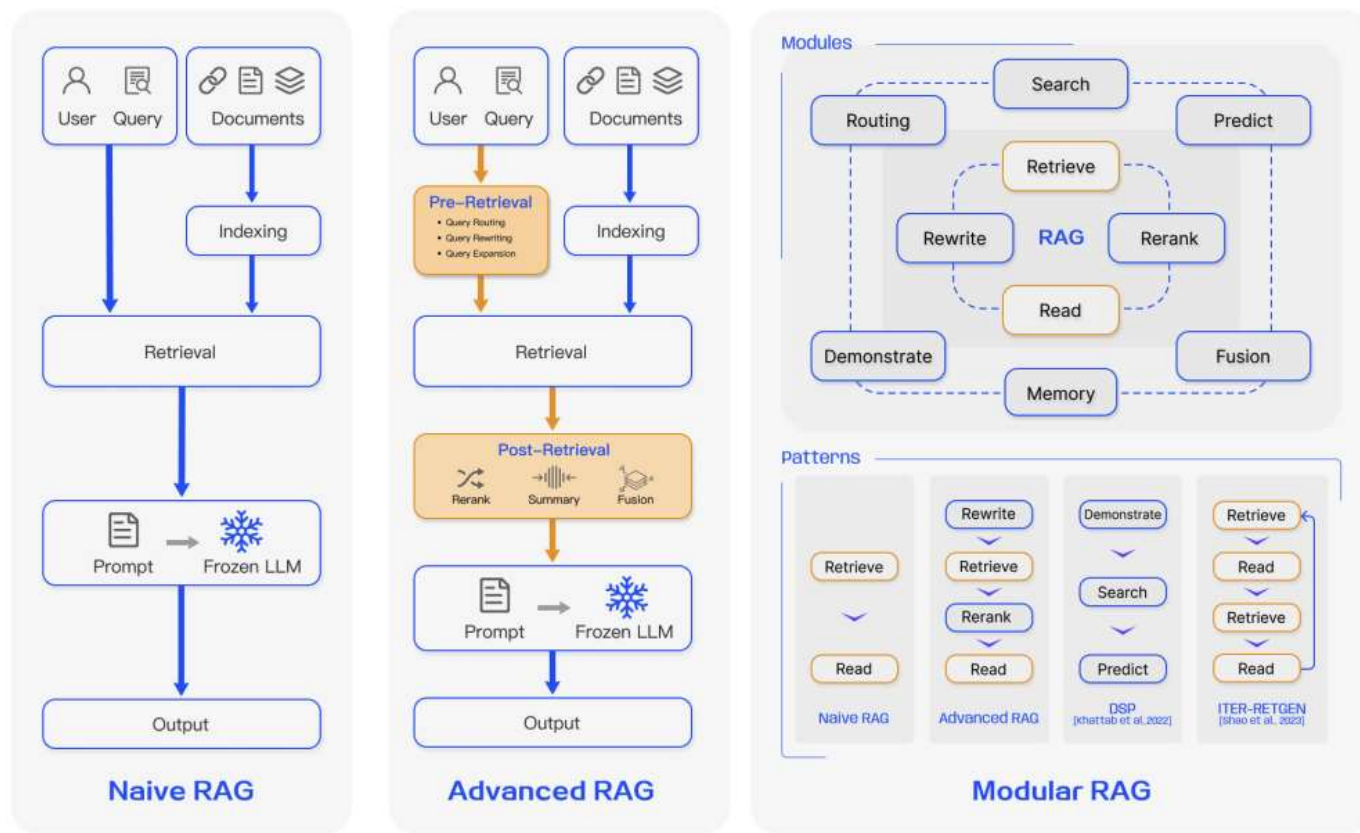 User Query
Documents
Indexing
Retrieval
Prompt
Frozen LLM
Output
Naive RAG
User Query
Documents
Pre-Retrieval
• Query Routing
• Query Rewriting
• Query Expansion
Indexing
Retrieval
Post-Retrieval
Rerank
Summary
Fusion
Prompt
Frozen LLM
Output
Advanced RAG
Modules
Search
Routing
Predict
Retrieve
Rewrite
RAG
Rerank
Read
Demonstrate
Fusion
Memory
Patterns
Retrieve
Read
Naive RAG
Rewrite
Retrieve
Rerank
Read
Advanced RAG
Demonstrate
Search
Predict
DSP
[Khattab et al.,2022]
Retrieve
Read
Retrieve
Read
ITER-RETGEN
[Shao et al., 2023]
Modular RAG